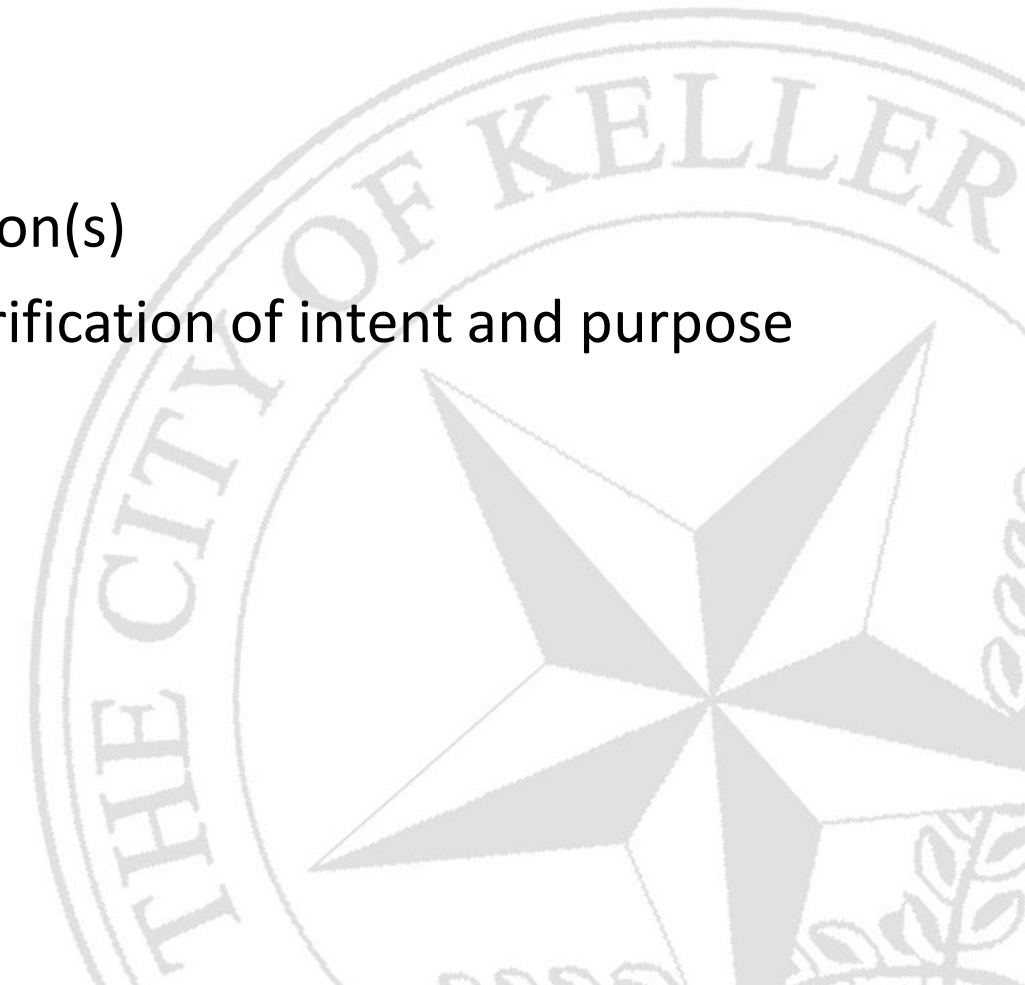 THE CITY OF KELLER
on(s)
rification of intent and purpose